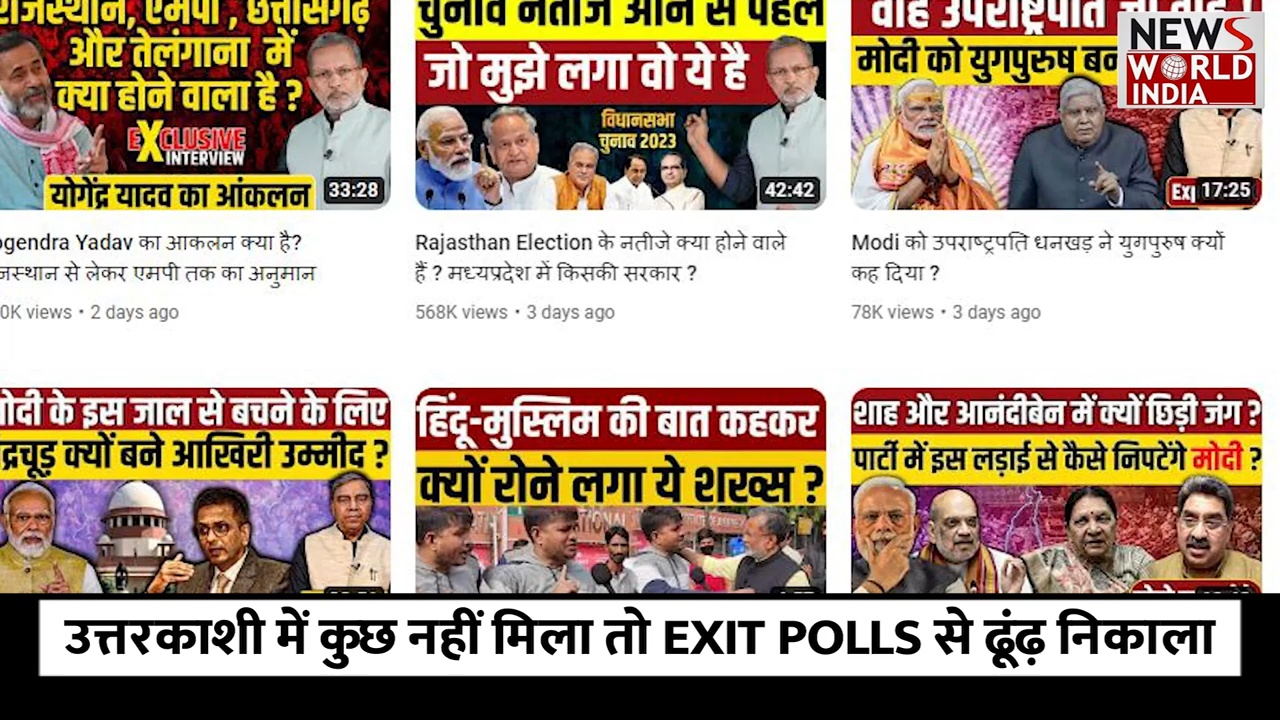 राजस्थान, एमपी, छत्तीसगढ़
और तेलंगाना में
क्या होने वाला है ?
EXCLUSIVE
INTERVIEW
योगेंद्र यादव का आंकलन
33:28
चुनाव नतीजे आने से पहले
जो मुझे लगा वो ये है
विधानसभा
चुनाव 2023
42:42
वाह उपराष्ट्रपति जी वाह !
मोदी को युगपुरुष
17:25
NEWS
WORLD
INDIA
ogendra Yadav का आकलन क्या है?
जस्थान से लेकर एमपी तक का अनुमान
0K views • 2 days ago
Rajasthan Election के नतीजे क्या होने वाले
हैं ? मध्यप्रदेश में किसकी सरकार ?
568K views • 3 days ago
Modi को उपराष्ट्रपति धनखड़ ने युगपुरुष क्यों
कह दिया ?
78K views • 3 days ago
मोदी के इस जाल से बचने के लिए
द्रचूड़ क्यों बने आखिरी उम्मीद ?
हिंदू-मुस्लिम की बात कहकर
क्यों रोने लगा ये शख्स ?
शाह और आनंदीबेन में क्यों छिड़ी जंग ?
पार्टी में इस लड़ाई से कैसे निपटेंगे मोदी ?
उत्तरकाशी में कुछ नहीं मिला तो EXIT POLLS से ढूंढ़ निकाला